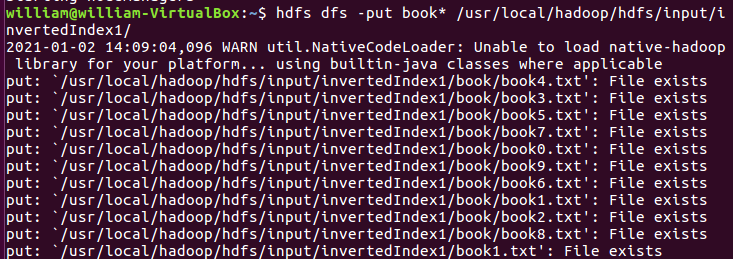 william@william-VirtualBox:~$ hdfs dfs -put book* /usr/local/hadoop/hdfs/input/i
nvertedIndex1/
2021-01-02 14:09:04,096 WARN util.NativeCodeLoader: Unable to load native-hadoop
 library for your platform... using builtin-java classes where applicable
put: `/usr/local/hadoop/hdfs/input/invertedIndex1/book/book4.txt': File exists
put: `/usr/local/hadoop/hdfs/input/invertedIndex1/book/book3.txt': File exists
put: `/usr/local/hadoop/hdfs/input/invertedIndex1/book/book5.txt': File exists
put: `/usr/local/hadoop/hdfs/input/invertedIndex1/book/book7.txt': File exists
put: `/usr/local/hadoop/hdfs/input/invertedIndex1/book/book0.txt': File exists
put: `/usr/local/hadoop/hdfs/input/invertedIndex1/book/book9.txt': File exists
put: `/usr/local/hadoop/hdfs/input/invertedIndex1/book/book6.txt': File exists
put: `/usr/local/hadoop/hdfs/input/invertedIndex1/book/book1.txt': File exists
put: `/usr/local/hadoop/hdfs/input/invertedIndex1/book/book2.txt': File exists
put: `/usr/local/hadoop/hdfs/input/invertedIndex1/book/book8.txt': File exists
put: `/usr/local/hadoop/hdfs/input/invertedIndex1/book1.txt': File exists